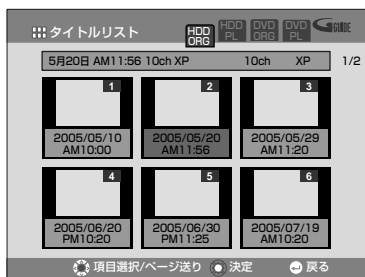 タイトルリスト
HDD ORG
HDD PL
DVD ORG
DVD PL
G GUIDE
5月20日 AM11:56 10ch XP 10ch XP 1/2
1 2 3
2005/05/10 2005/05/20 2005/05/29
AM10:00 AM11:56 AM11:20
4 5 6
2005/06/20 2005/06/30 2005/07/19
PM10:20 PM11:25 AM10:20
項目選択/ページ送り 決定 戻る